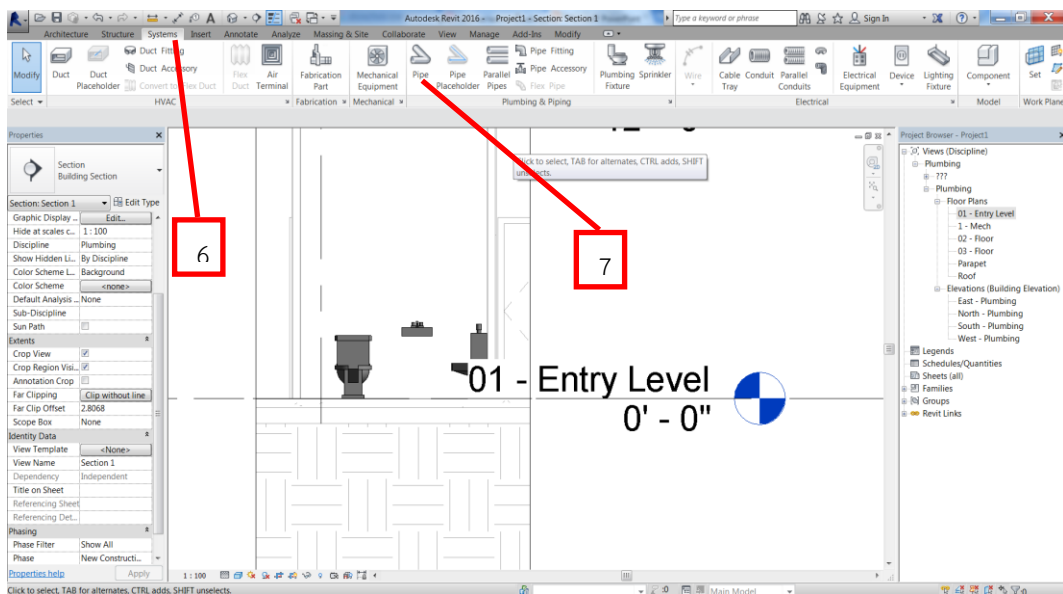 Autodesk Revit 2016 - Project1 - Section: Section 1
Type a keyword or phrase
Sign In
Architecture Structure Systems Insert Annotate Analyze Massing & Site Collaborate View Manage Add-Ins Modify
Modify
Duct
Duct Placeholder
Duct Fitting
Duct Accessory
Convert to Flex Duct
Flex Duct
Air Terminal
Fabrication Part
Mechanical Equipment
Pipe
Pipe Placeholder
Parallel Pipes
Pipe Fitting
Pipe Accessory
Flex Pipe
Plumbing Fixture
Sprinkler
Wire
Cable Tray
Conduit
Parallel Conduits
Electrical Equipment
Device
Lighting Fixture
Component
Set
Select
HVAC
Fabrication
Mechanical
Plumbing & Piping
Electrical
Model
Work Plane
Properties
Section
Building Section
Section: Section 1
Edit Type
Graphic Display ... Edit...
Hide at scales c... 1 : 100
Discipline Plumbing
Show Hidden Li... By Discipline
Color Scheme L... Background
Color Scheme <none>
Default Analysis ... None
Sub-Discipline
Sun Path
Extents
Crop View
Crop Region Visi...
Annotation Crop
Far Clipping Clip without line
Far Clip Offset 2.8068
Scope Box None
Identity Data
View Template <None>
View Name Section 1
Dependency Independent
Title on Sheet
Referencing Sheet
Referencing Det...
Phasing
Phase Filter Show All
Phase New Constructi...
Properties help
Apply
Click to select, TAB for alternates, CTRL adds, SHIFT
unselects.
6
7
01 - Entry Level
0' - 0"
1 : 100
Project Browser - Project1
Views (Discipline)
Plumbing
???
Plumbing
Floor Plans
01 - Entry Level
1 - Mech
02 - Floor
03 - Floor
Parapet
Roof
Elevations (Building Elevation)
East - Plumbing
North - Plumbing
South - Plumbing
West - Plumbing
Legends
Schedules/Quantities
Sheets (all)
Families
Groups
Revit Links
Click to select, TAB for alternates, CTRL adds, SHIFT unselects.
:0
Main Model
:0